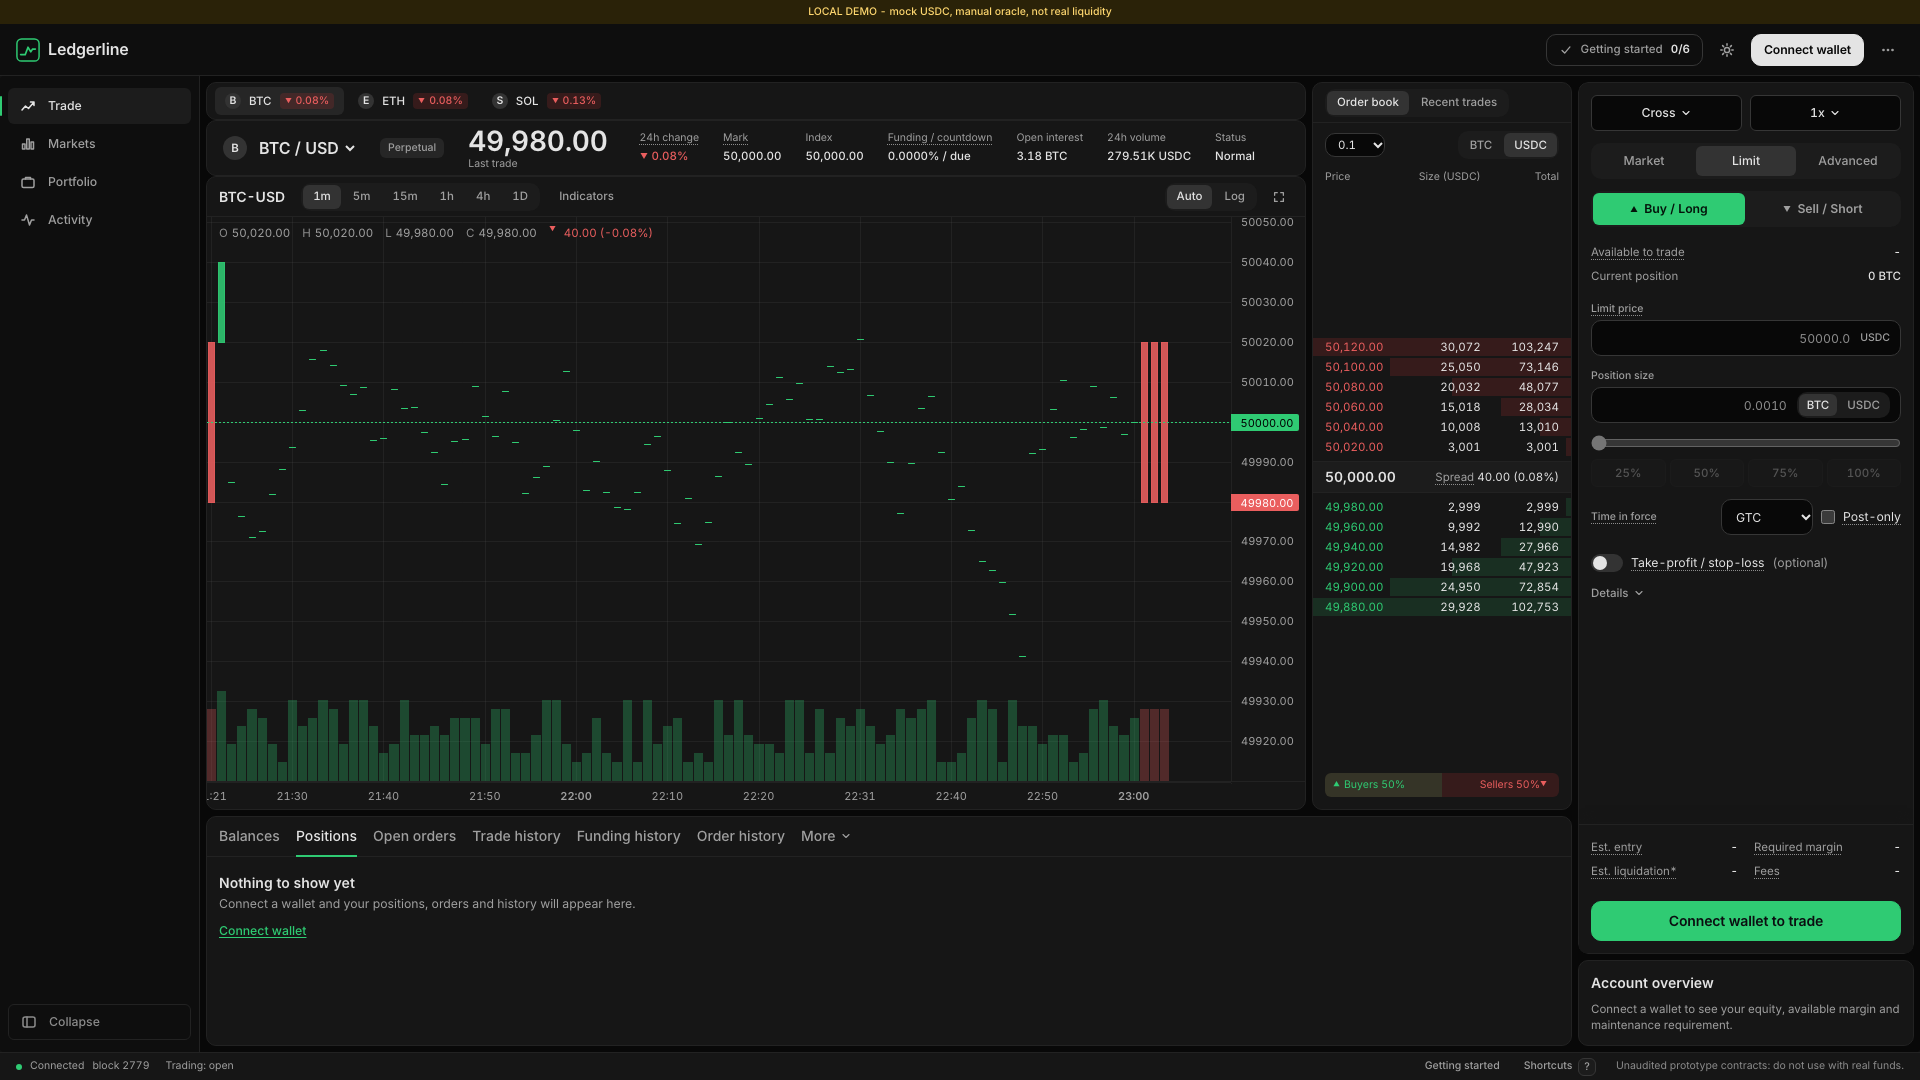 LOCAL DEMO - mock USDC, manual oracle, not real liquidity
Ledgerline
Getting started 0/6
Connect wallet
Trade
Markets
Portfolio
Activity
Collapse
B BTC ▼ 0.08%
E ETH ▼ 0.08%
S SOL ▼ 0.13%
B BTC / USD
Perpetual
49,980.00
Last trade
24h change
▼ 0.08%
Mark
50,000.00
Index
50,000.00
Funding / countdown
0.0000% / due
Open interest
3.18 BTC
24h volume
279.51K USDC
Status
Normal
BTC-USD 1m 5m 15m 1h 4h 1D Indicators Auto Log
O 50,020.00 H 50,020.00 L 49,980.00 C 49,980.00 ▼ 40.00 (-0.08%)
50050.00
50040.00
50030.00
50020.00
50010.00
50000.00
49990.00
49980.00
49970.00
49960.00
49950.00
49940.00
49930.00
49920.00
:21 21:30 21:40 21:50 22:00 22:10 22:20 22:31 22:40 22:50 23:00
Order book Recent trades
0.1 BTC USDC
Price Size (USDC) Total
50,120.00 30,072 103,247
50,100.00 25,050 73,146
50,080.00 20,032 48,077
50,060.00 15,018 28,034
50,040.00 10,008 13,010
50,020.00 3,001 3,001
50,000.00 Spread 40.00 (0.08%)
49,980.00 2,999 2,999
49,960.00 9,992 12,990
49,940.00 14,982 27,966
49,920.00 19,968 47,923
49,900.00 24,950 72,854
49,880.00 29,928 102,753
▲ Buyers 50% Sellers 50% ▼
Cross 1x
Market Limit Advanced
▲ Buy / Long ▼ Sell / Short
Available to trade -
Current position 0 BTC
Limit price
50000.0 USDC
Position size
0.0010 BTC USDC
25% 50% 75% 100%
Time in force GTC Post-only
Take-profit / stop-loss (optional)
Details
Est. entry - Required margin -
Est. liquidation* - Fees -
Connect wallet to trade
Account overview
Connect a wallet to see your equity, available margin and
maintenance requirement.
Balances Positions Open orders Trade history Funding history Order history More
Nothing to show yet
Connect a wallet and your positions, orders and history will appear here.
Connect wallet
Connected block 2779 Trading: open
Getting started Shortcuts ? Unaudited prototype contracts: do not use with real funds.